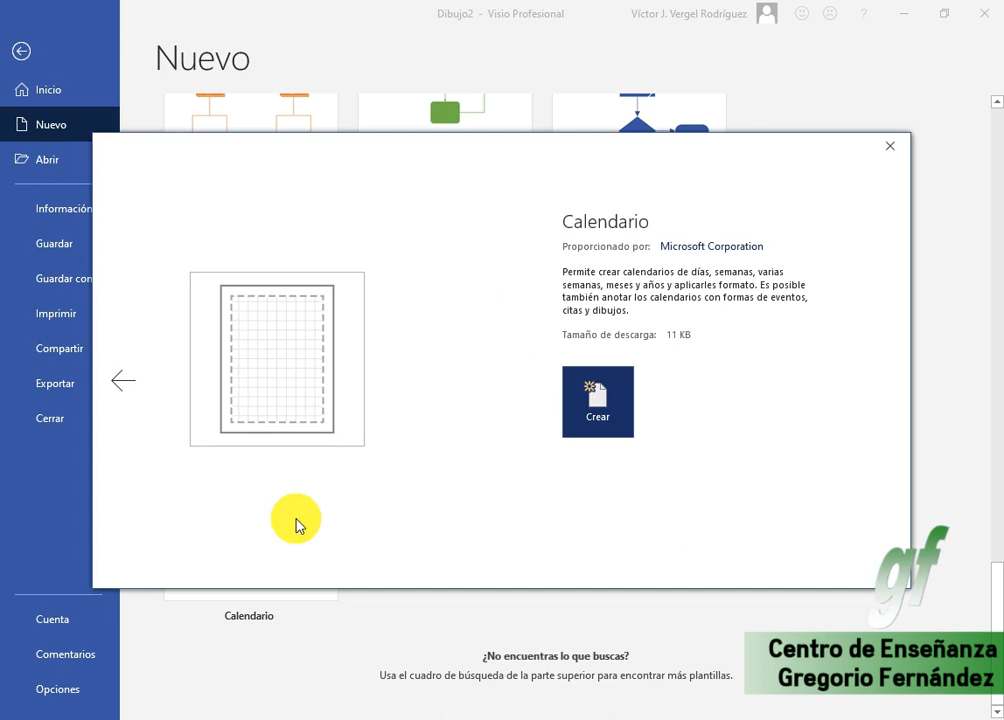 Dibujo2 - Visio Profesional
Víctor J. Vergel Rodríguez
?
Nuevo
Inicio
Nuevo
Abrir
Información
Guardar
Guardar con
Imprimir
Compartir
Exportar
Cerrar
Cuenta
Comentarios
Opciones
Calendario
Proporcionado por: Microsoft Corporation
Permite crear calendarios de días, semanas, varias
semanas, meses y años y aplicarles formato. Es posible
también anotar los calendarios con formas de eventos,
citas y dibujos.
Tamaño de descarga: 11 KB
Crear
Calendario
¿No encuentras lo que buscas?
Usa el cuadro de búsqueda de la parte superior para encontrar más plantillas.
gf
Centro de Enseñanza
Gregorio Fernández